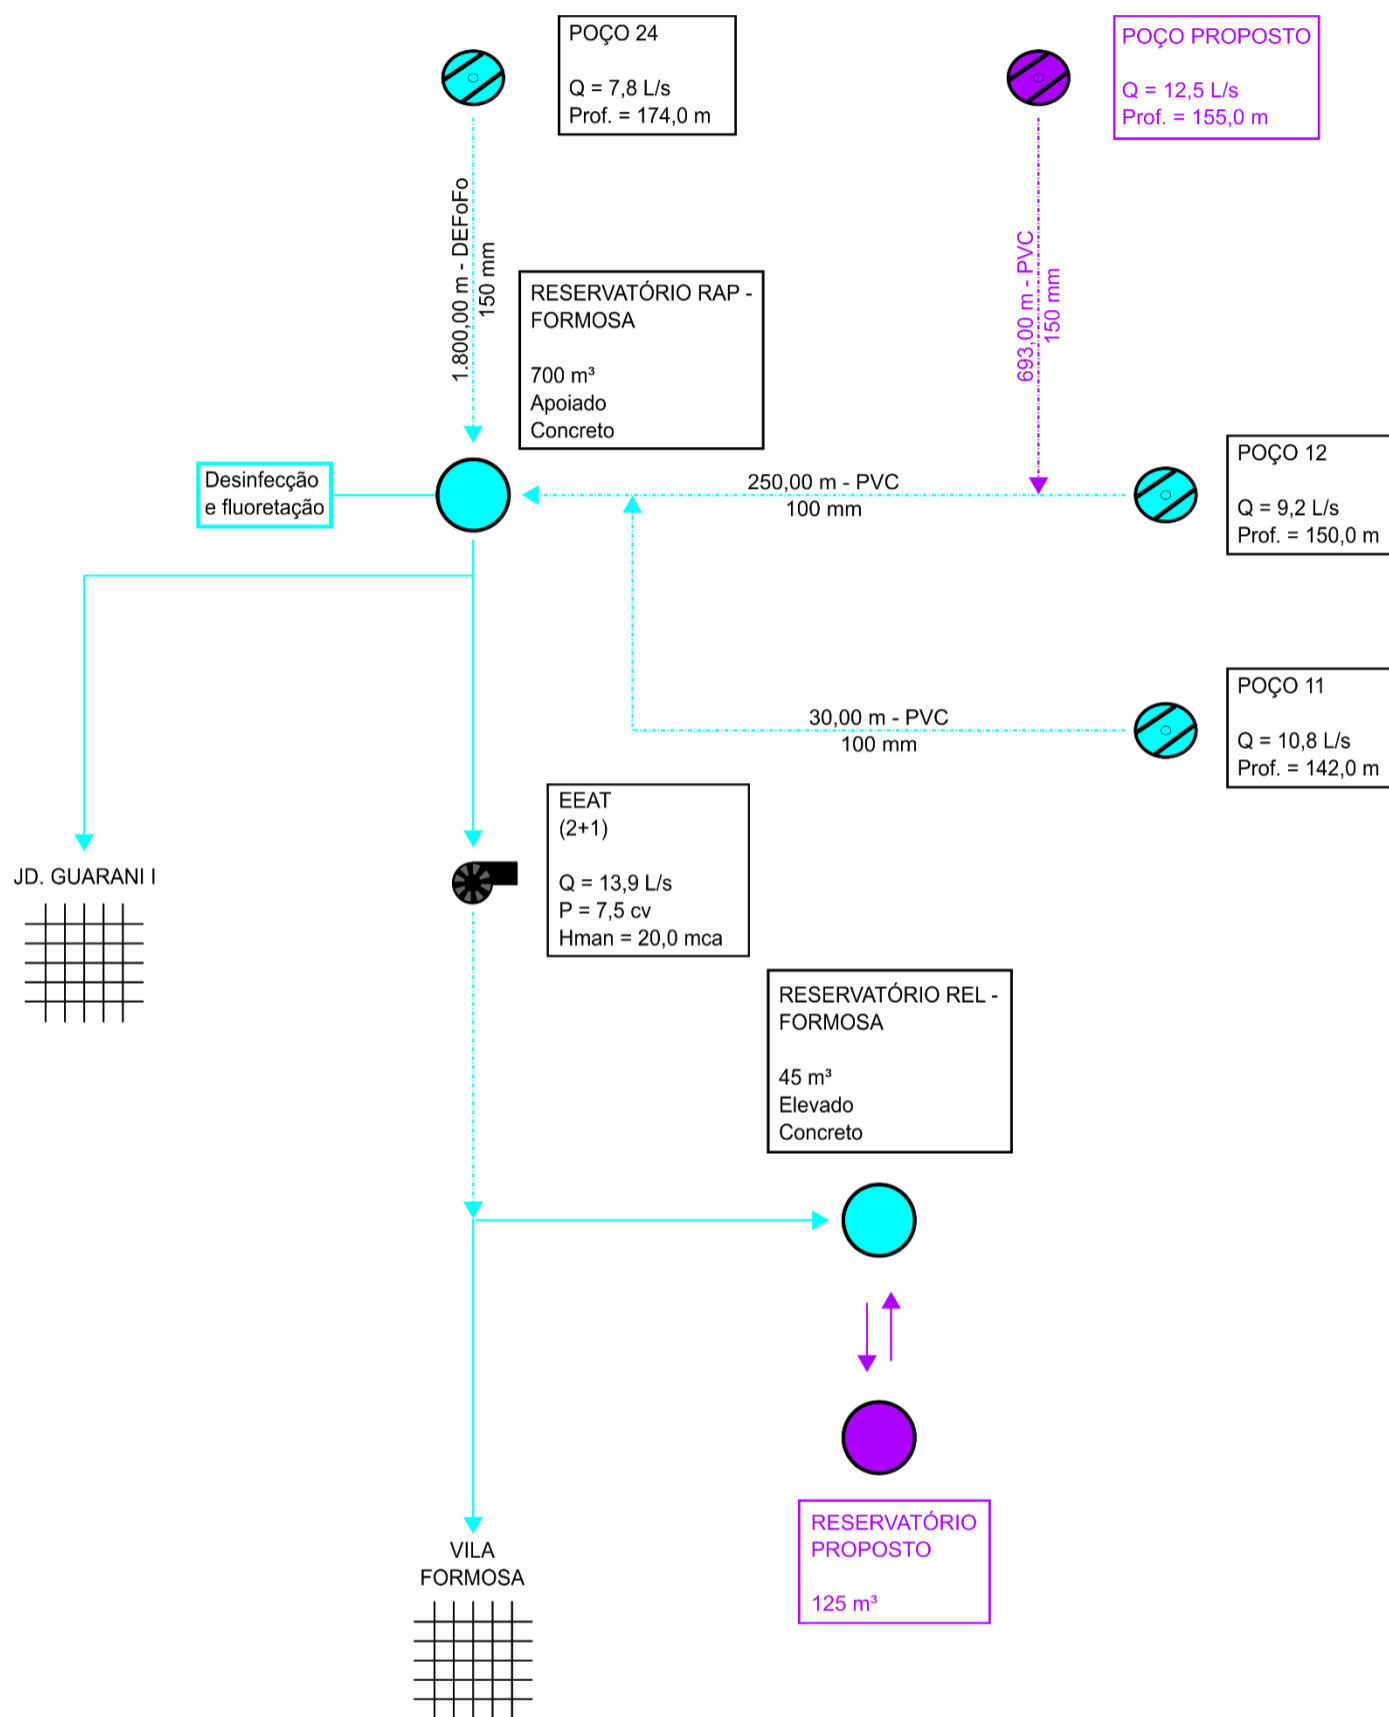 POÇO 24
Q = 7,8 L/s
Prof. = 174,0 m
POÇO PROPOSTO
Q = 12,5 L/s
Prof. = 155,0 m
1.800,00 m - DEFoFo
150 mm
693,00 m - PVC
150 mm
RESERVATÓRIO RAP -
FORMOSA
700 m³
Apoiado
Concreto
Desinfecção
e fluoretação
250,00 m - PVC
100 mm
POÇO 12
Q = 9,2 L/s
Prof. = 150,0 m
30,00 m - PVC
100 mm
POÇO 11
Q = 10,8 L/s
Prof. = 142,0 m
EEAT
(2+1)
Q = 13,9 L/s
P = 7,5 cv
Hman = 20,0 mca
JD. GUARANI I
RESERVATÓRIO REL -
FORMOSA
45 m³
Elevado
Concreto
VILA
FORMOSA
RESERVATÓRIO
PROPOSTO
125 m³